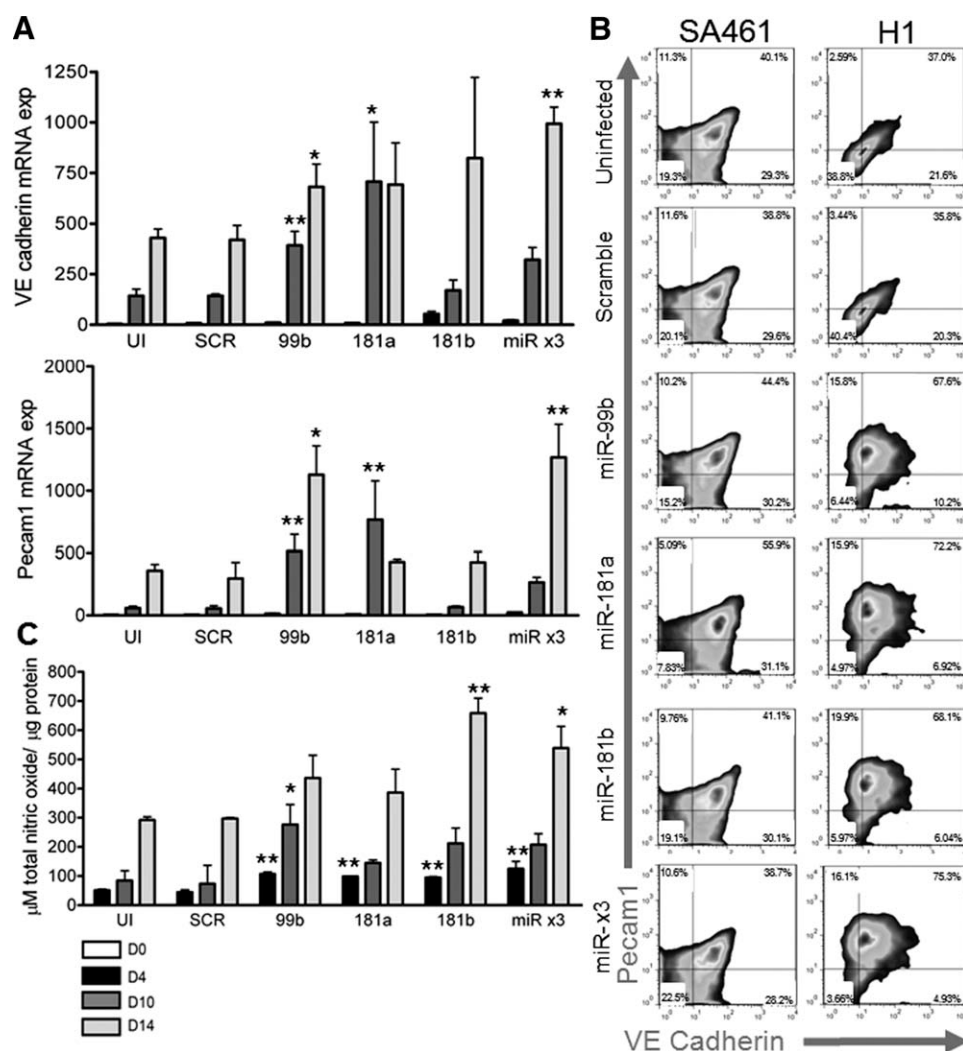 A
VE cadherin mRNA exp
1250
1000
750
500
250
0
** * * **
UI SCR 99b 181a 181b miR x3
Pecam1 mRNA exp
2000
1500
1000
500
0
** * ** **
UI SCR 99b 181a 181b miR x3
C
μM total nitric oxide/ μg protein
800
700
600
500
400
300
200
100
0
** * ** ** ** ** *
UI SCR 99b 181a 181b miR x3
D0
D4
D10
D14
B
SA461 H1
Uninfected
11.3% 40.1% 2.59% 37.0%
19.3% 29.3% 38.8% 21.6%
Scramble
11.6% 38.8% 3.44% 35.8%
20.1% 29.6% 40.4% 20.3%
miR-99b
10.2% 44.4% 15.8% 67.6%
15.2% 30.2% 6.44% 10.2%
miR-181a
5.09% 55.9% 15.9% 72.2%
7.83% 31.1% 4.97% 6.92%
miR-181b
9.76% 41.1% 19.9% 68.1%
19.1% 30.1% 5.97% 6.04%
miR-x3
10.6% 38.7% 16.1% 75.3%
22.5% 28.2% 3.66% 4.93%
Pecam1
VE Cadherin